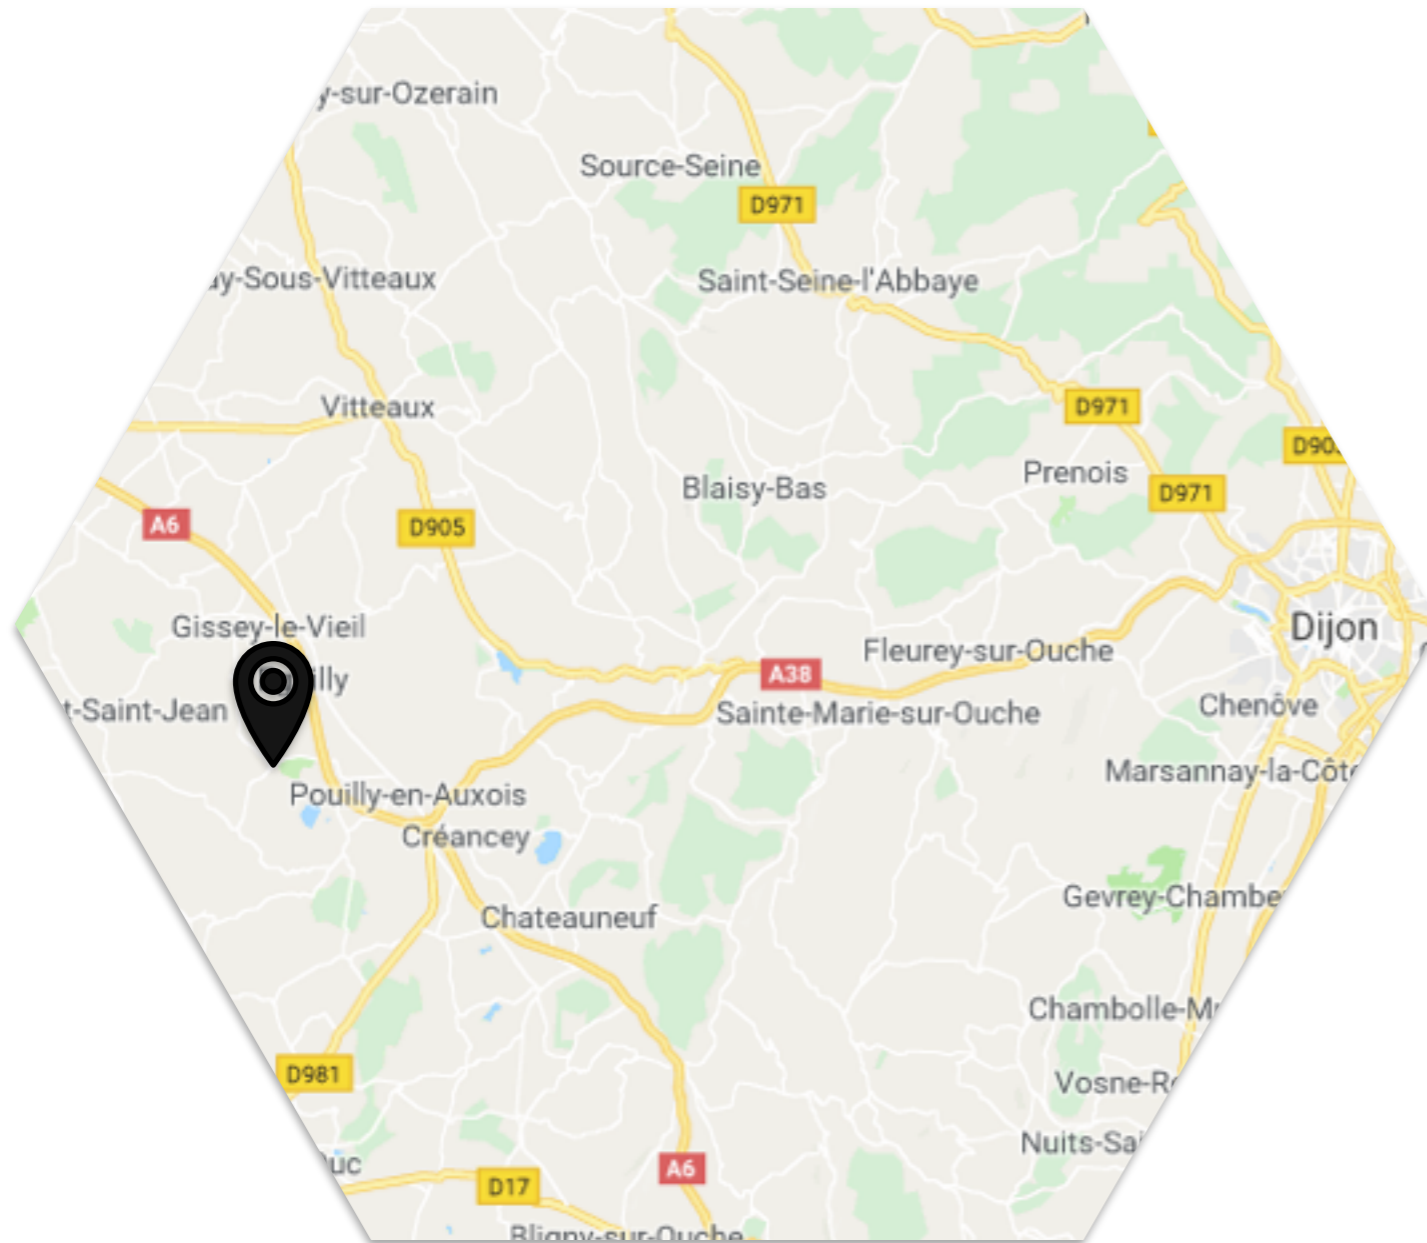 y-sur-Ozerain
Source-Seine
D971
ay-Sous-Vitteaux
Saint-Seine-l'Abbaye
Vitteaux
D971
D90
Prenois
Blaisy-Bas
D971
A6
D905
Gissey-le-Vieil
Dijon
Fleurey-sur-Ouche
illy
A38
t-Saint-Jean
Sainte-Marie-sur-Ouche
Chenôve
Marsannay-la-Côte
Pouilly-en-Auxois
Créancey
Gevrey-Chambe
Chateauneuf
Chambolle-M
D981
Vosne-R
Nuits-Sai
uc
A6
D17
Bligny-sur-Ouche